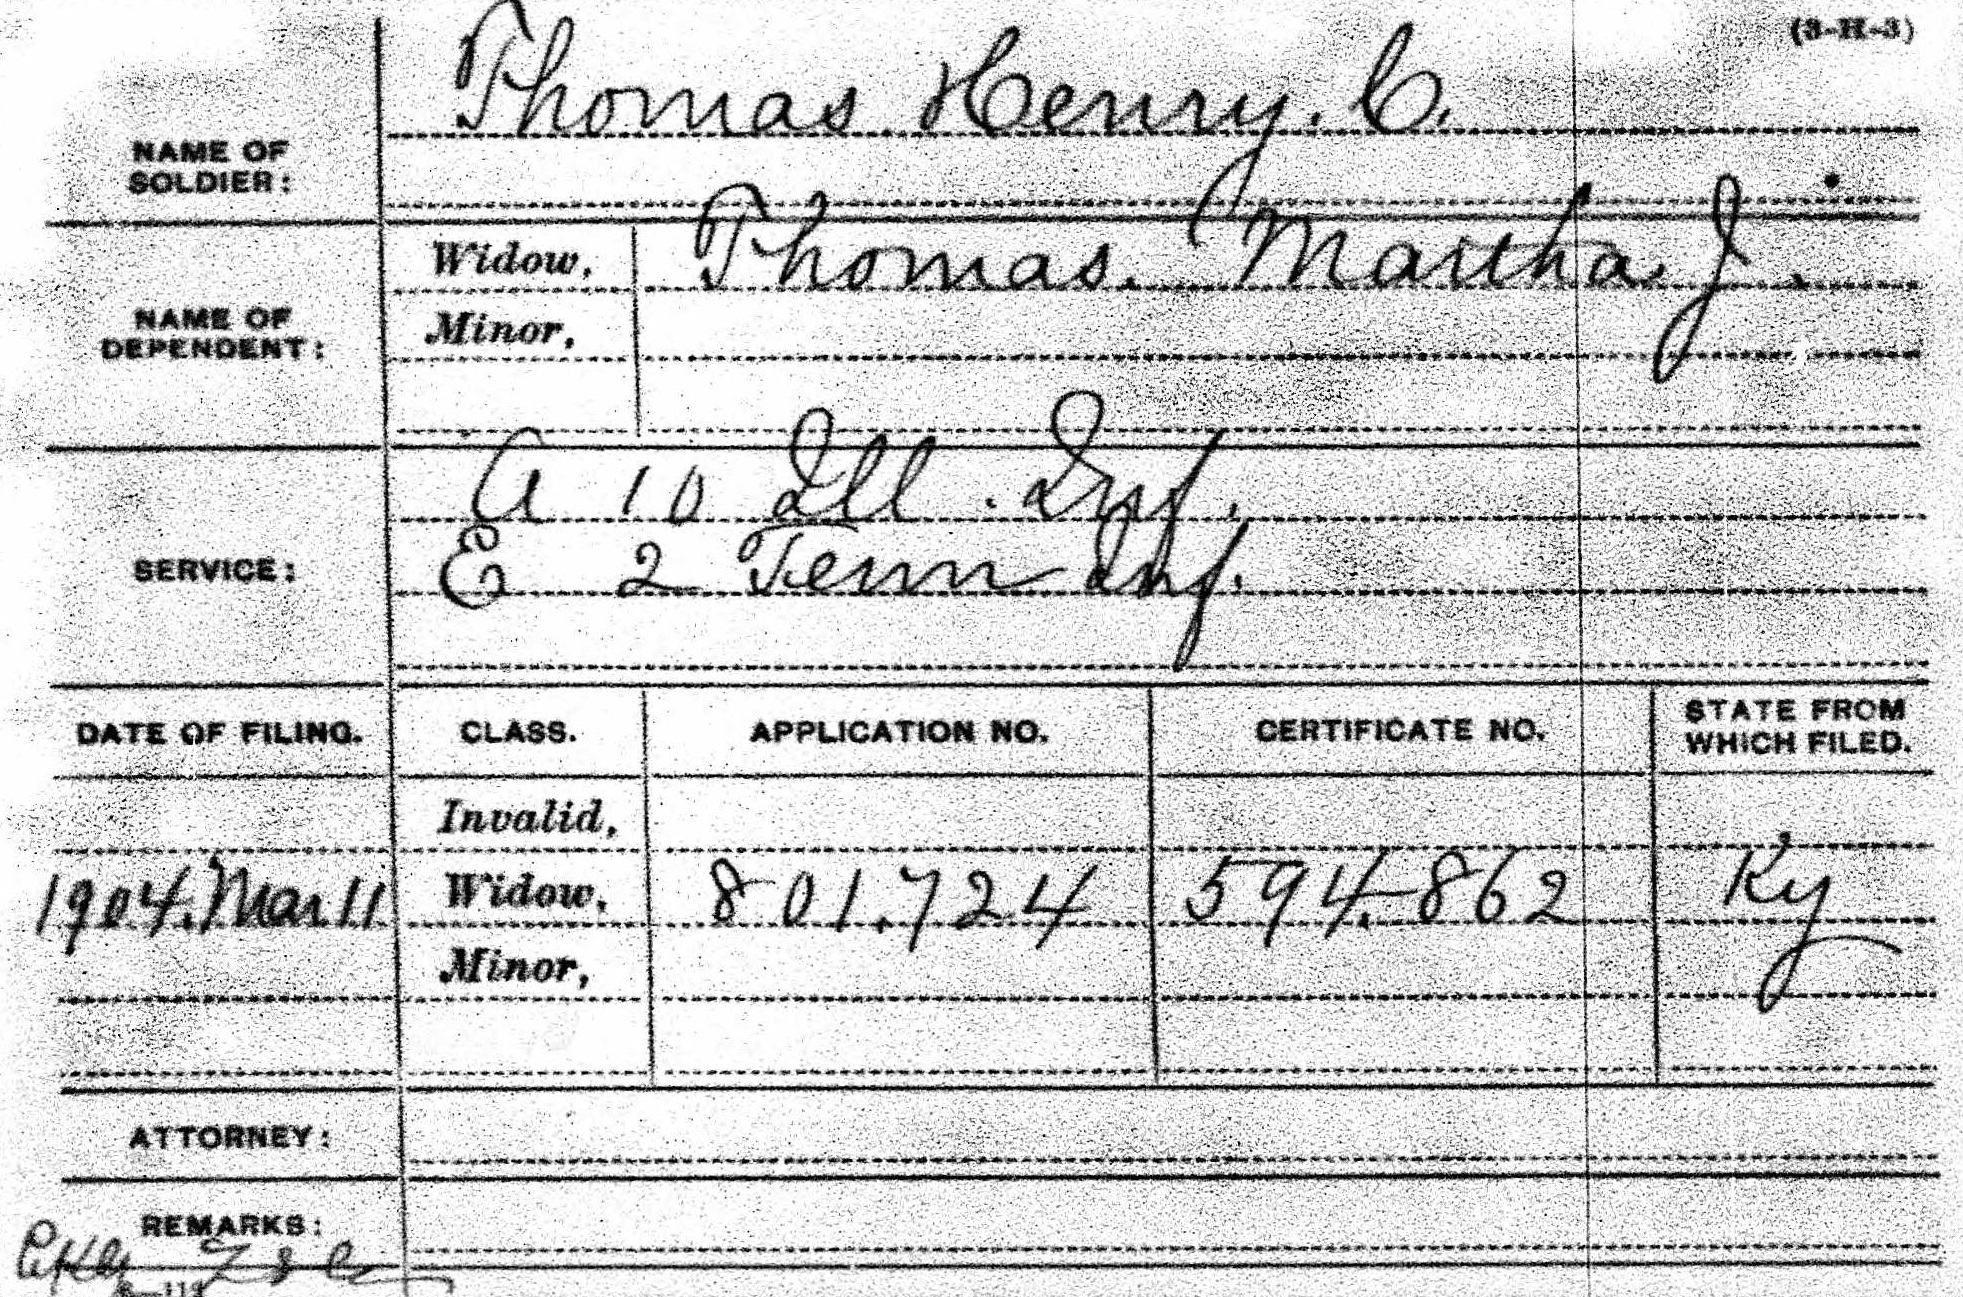 (3-H-3)
NAME OF
SOLDIER:
Thomas Henry. C.
NAME OF
DEPENDENT:
Widow, Thomas. Martha J.
Minor,
SERVICE:
A 10 Ill. Inf.
E 2 Tenn Inf.
DATE OF FILING. CLASS. APPLICATION NO. CERTIFICATE NO. STATE FROM
WHICH FILED.
Invalid,
1904.Mar 11 Widow, 801.724 594.862 Ky
Minor,
ATTORNEY:
REMARKS: